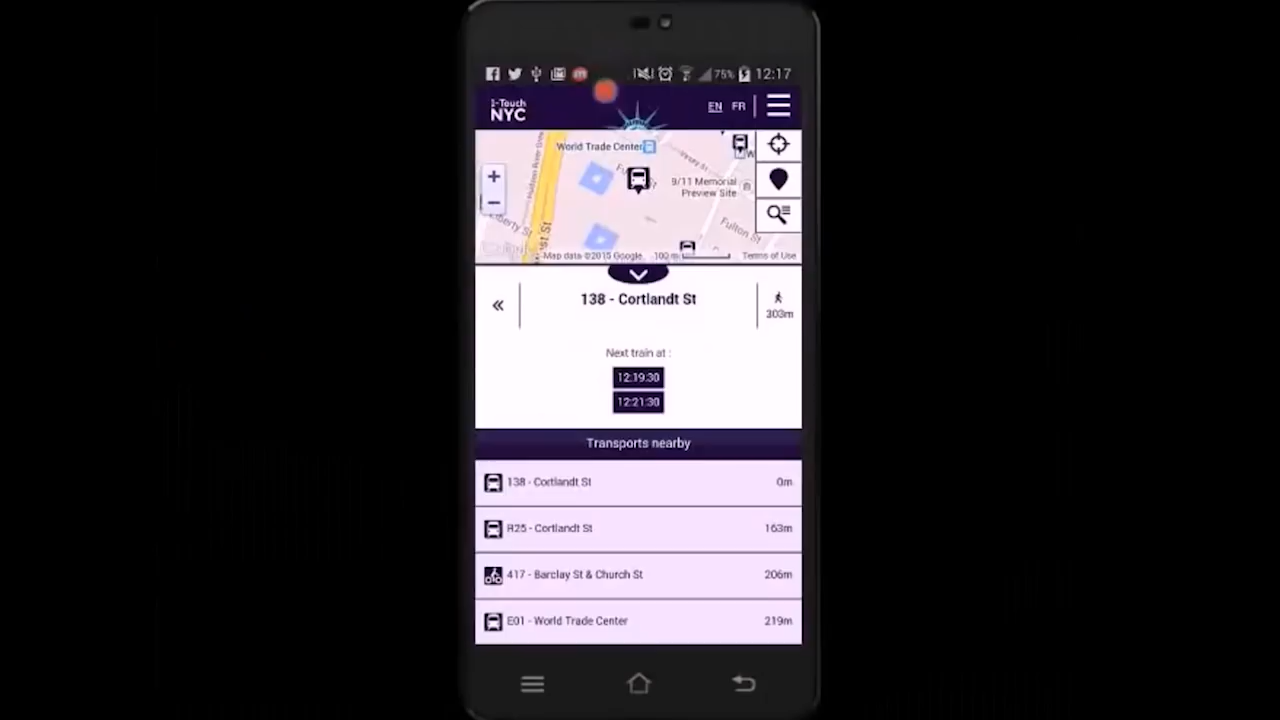 75% 12:17
I-Touch
NYC
EN FR
World Trade Center
9/11 Memorial
Preview Site
Fulton St
Liberty St
Map data ©2015 Google 100 m Terms of Use
138 - Cortlandt St
303m
Next train at :
12:19:30
12:21:30
Transports nearby
138 - Cortlandt St 0m
R25 - Cortlandt St 163m
417 - Barclay St & Church St 206m
E01 - World Trade Center 219m